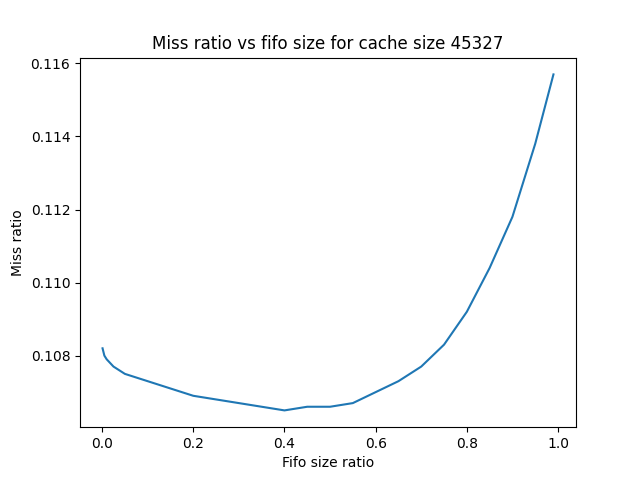 Miss ratio vs fifo size for cache size 45327
0.116
0.114
0.112
0.110
0.108
Miss ratio
0.0 0.2 0.4 0.6 0.8 1.0
Fifo size ratio